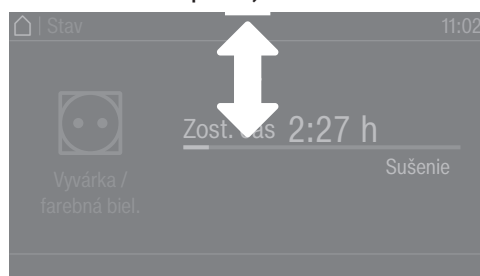 | Stav 11:02
Zost. čas 2:27 h
Sušenie
Vyvárka /
farebná biel.